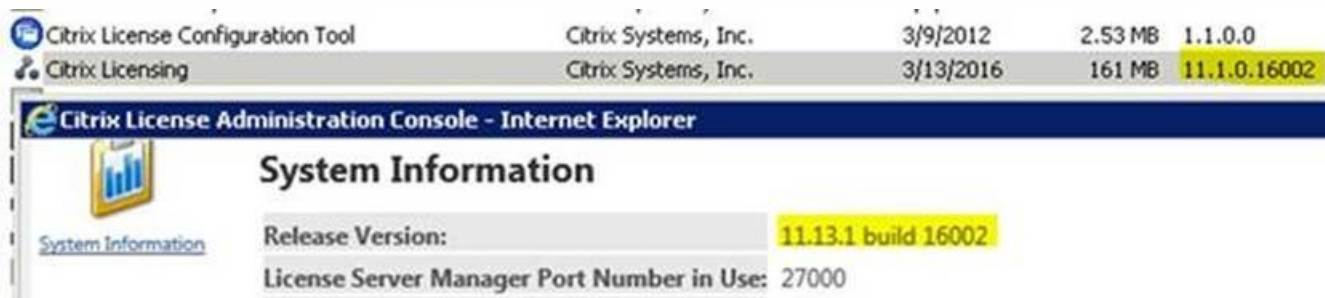 Citrix License Configuration Tool Citrix Systems, Inc. 3/9/2012 2.53 MB 1.1.0.0
Citrix Licensing Citrix Systems, Inc. 3/13/2016 161 MB 11.1.0.16002
Citrix License Administration Console - Internet Explorer
System Information
System Information
Release Version: 11.13.1 build 16002
License Server Manager Port Number in Use: 27000